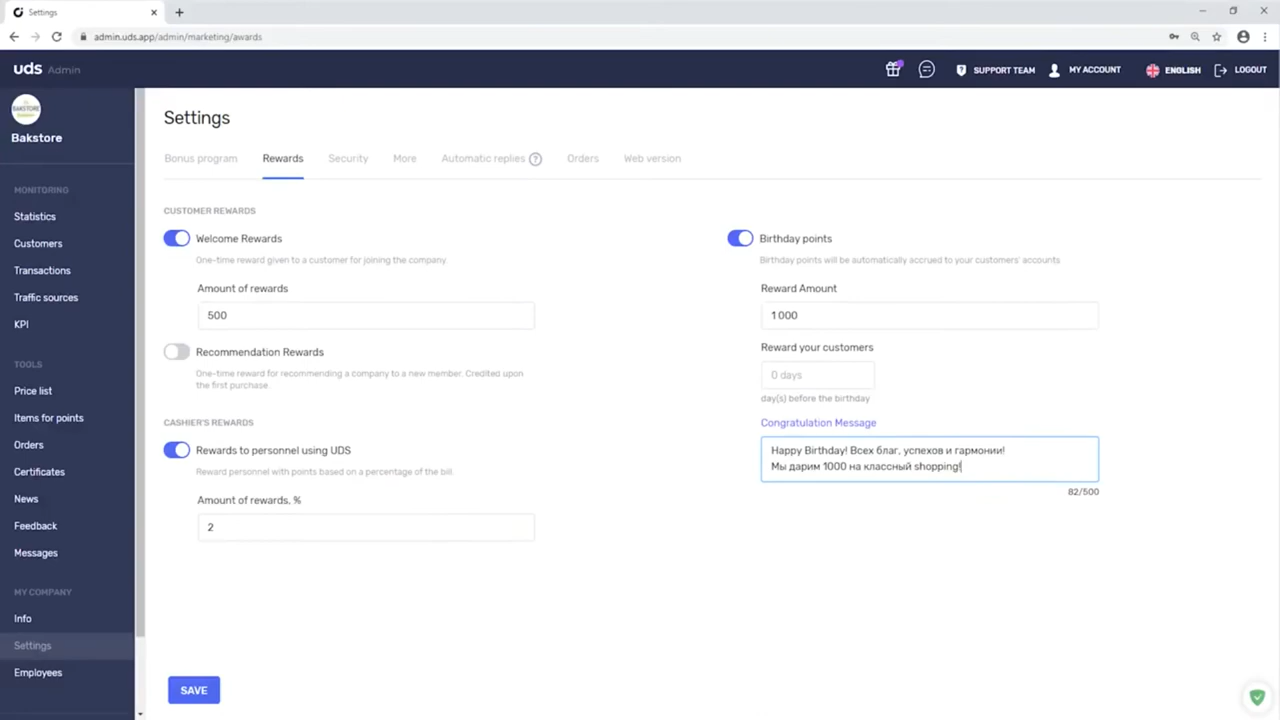 Settings
admin.uds.app/admin/marketing/awards
uds Admin
SUPPORT TEAM
MY ACCOUNT
ENGLISH
LOGOUT
BAKSTORE
Bakstore
MONITORING
Statistics
Customers
Transactions
Traffic sources
KPI
TOOLS
Price list
Items for points
Orders
Certificates
News
Feedback
Messages
MY COMPANY
Info
Settings
Employees
Settings
Bonus program Rewards Security More Automatic replies ? Orders Web version
CUSTOMER REWARDS
Welcome Rewards
One-time reward given to a customer for joining the company.
Amount of rewards
500
Recommendation Rewards
One-time reward for recommending a company to a new member. Credited upon
the first purchase.
CASHIER'S REWARDS
Rewards to personnel using UDS
Reward personnel with points based on a percentage of the bill.
Amount of rewards, %
2
Birthday points
Birthday points will be automatically accrued to your customers' accounts
Reward Amount
1 000
Reward your customers
0 days
day(s) before the birthday
Congratulation Message
Happy Birthday! Всех благ, успехов и гармонии!
Мы дарим 1000 на классный shopping!
82/500
SAVE